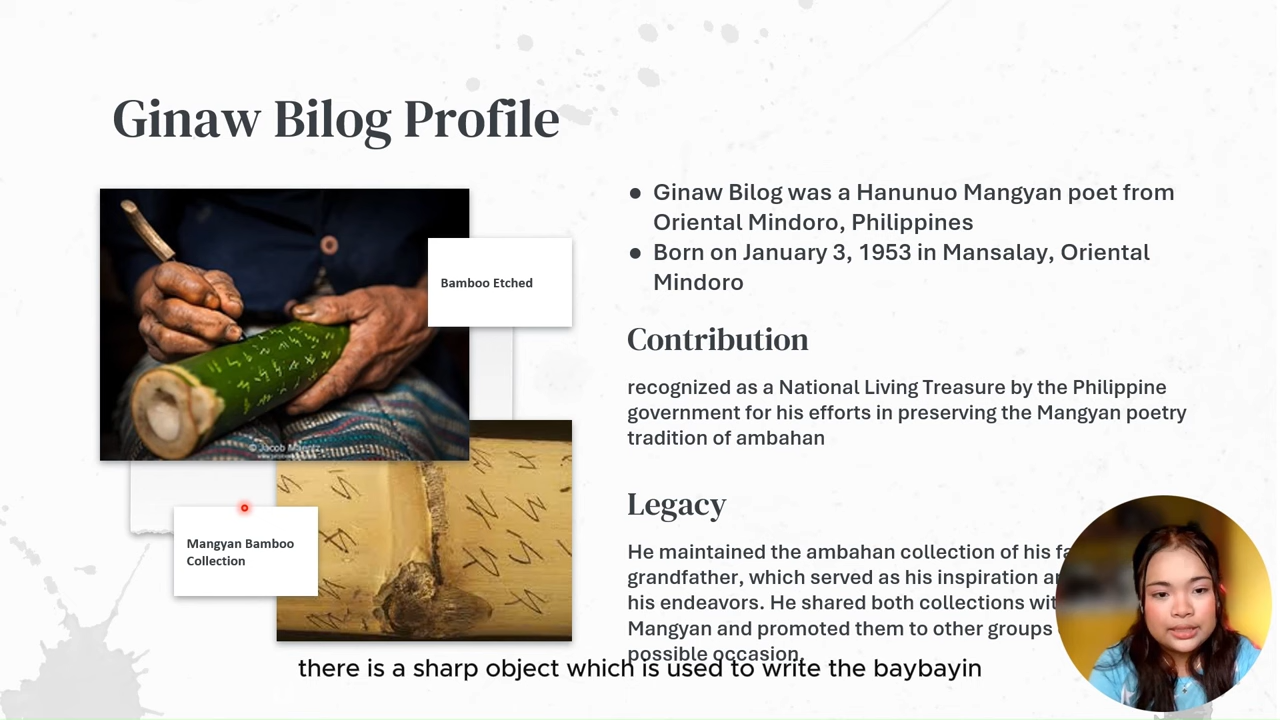 Ginaw Bilog Profile
Bamboo Etched
© Jacob Maentz
Mangyan Bamboo
Collection
● Ginaw Bilog was a Hanunuo Mangyan poet from
Oriental Mindoro, Philippines
● Born on January 3, 1953 in Mansalay, Oriental
Mindoro
Contribution
recognized as a National Living Treasure by the Philippine
government for his efforts in preserving the Mangyan poetry
tradition of ambahan
Legacy
He maintained the ambahan collection of his
grandfather, which served as his inspiration
his endeavors. He shared both collections
Mangyan and promoted them to other groups
possible occasion.
there is a sharp object which is used to write the baybayin